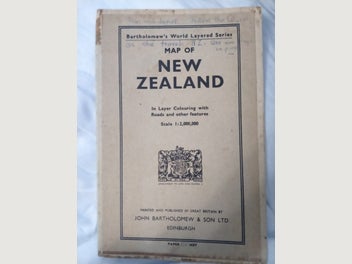 Bartholomew's World Layered Series
MAP OF
NEW
ZEALAND
In Layer Colouring with
Roads and other features
Scale 1:2,000,000
PRINTED AND PUBLISHED IN GREAT BRITAIN BY
JOHN BARTHOLOMEW & SON LTD
EDINBURGH
PAPER